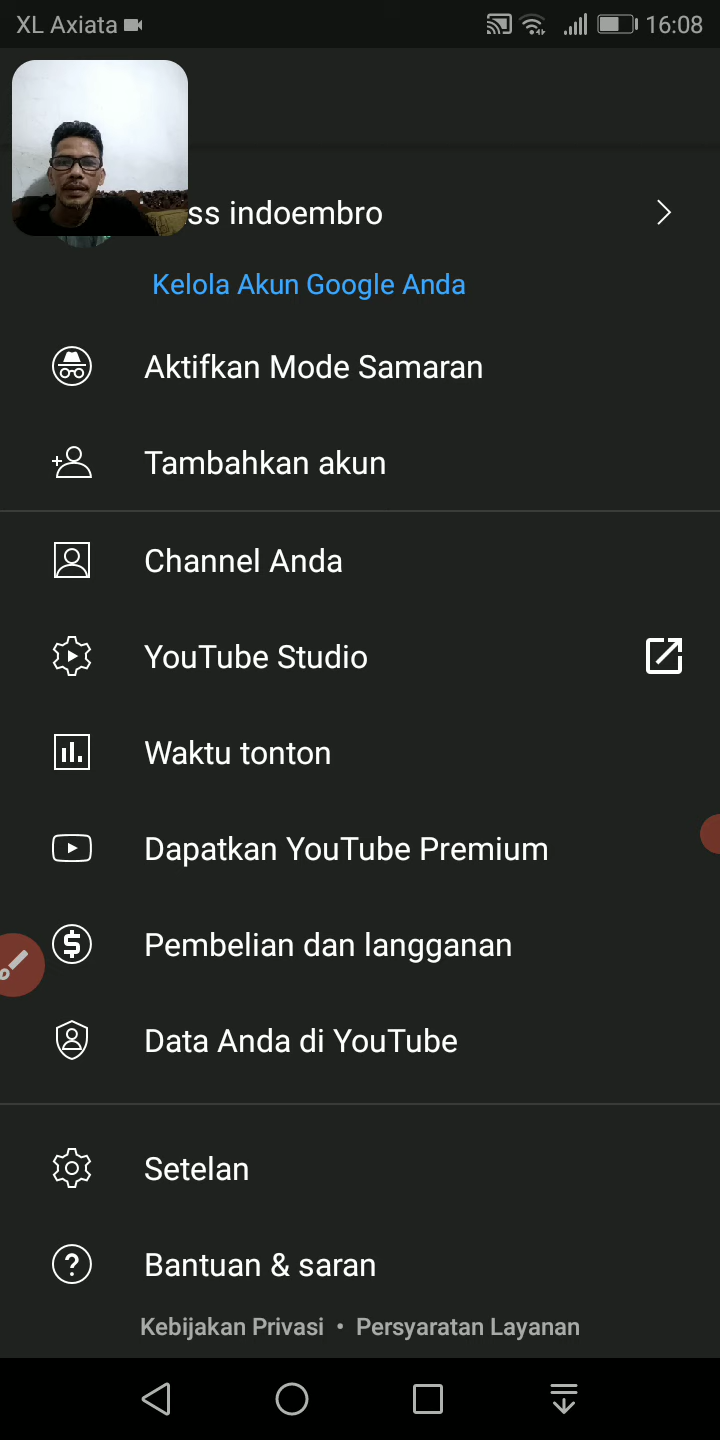 XL Axiata
16:08
ss indoembro
Kelola Akun Google Anda
Aktifkan Mode Samaran
Tambahkan akun
Channel Anda
YouTube Studio
Waktu tonton
Dapatkan YouTube Premium
Pembelian dan langganan
Data Anda di YouTube
Setelan
Bantuan & saran
Kebijakan Privasi • Persyaratan Layanan